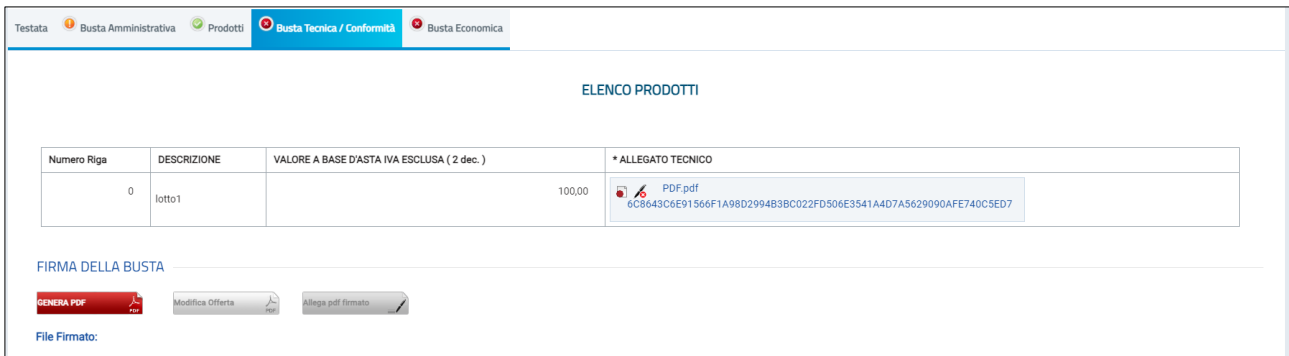 Testata Busta Amministrativa Prodotti Busta Tecnica / Conformità Busta Economica
ELENCO PRODOTTI
Numero Riga DESCRIZIONE VALORE A BASE D'ASTA IVA ESCLUSA ( 2 dec. ) * ALLEGATO TECNICO
0 lotto1 100,00 PDF.pdf
6C8643C6E91566F1A98D2994B3BC022FD506E3541A4D7A5629090AFE740C5ED7
FIRMA DELLA BUSTA
GENERA PDF Modifica Offerta Allega pdf firmato
File Firmato: